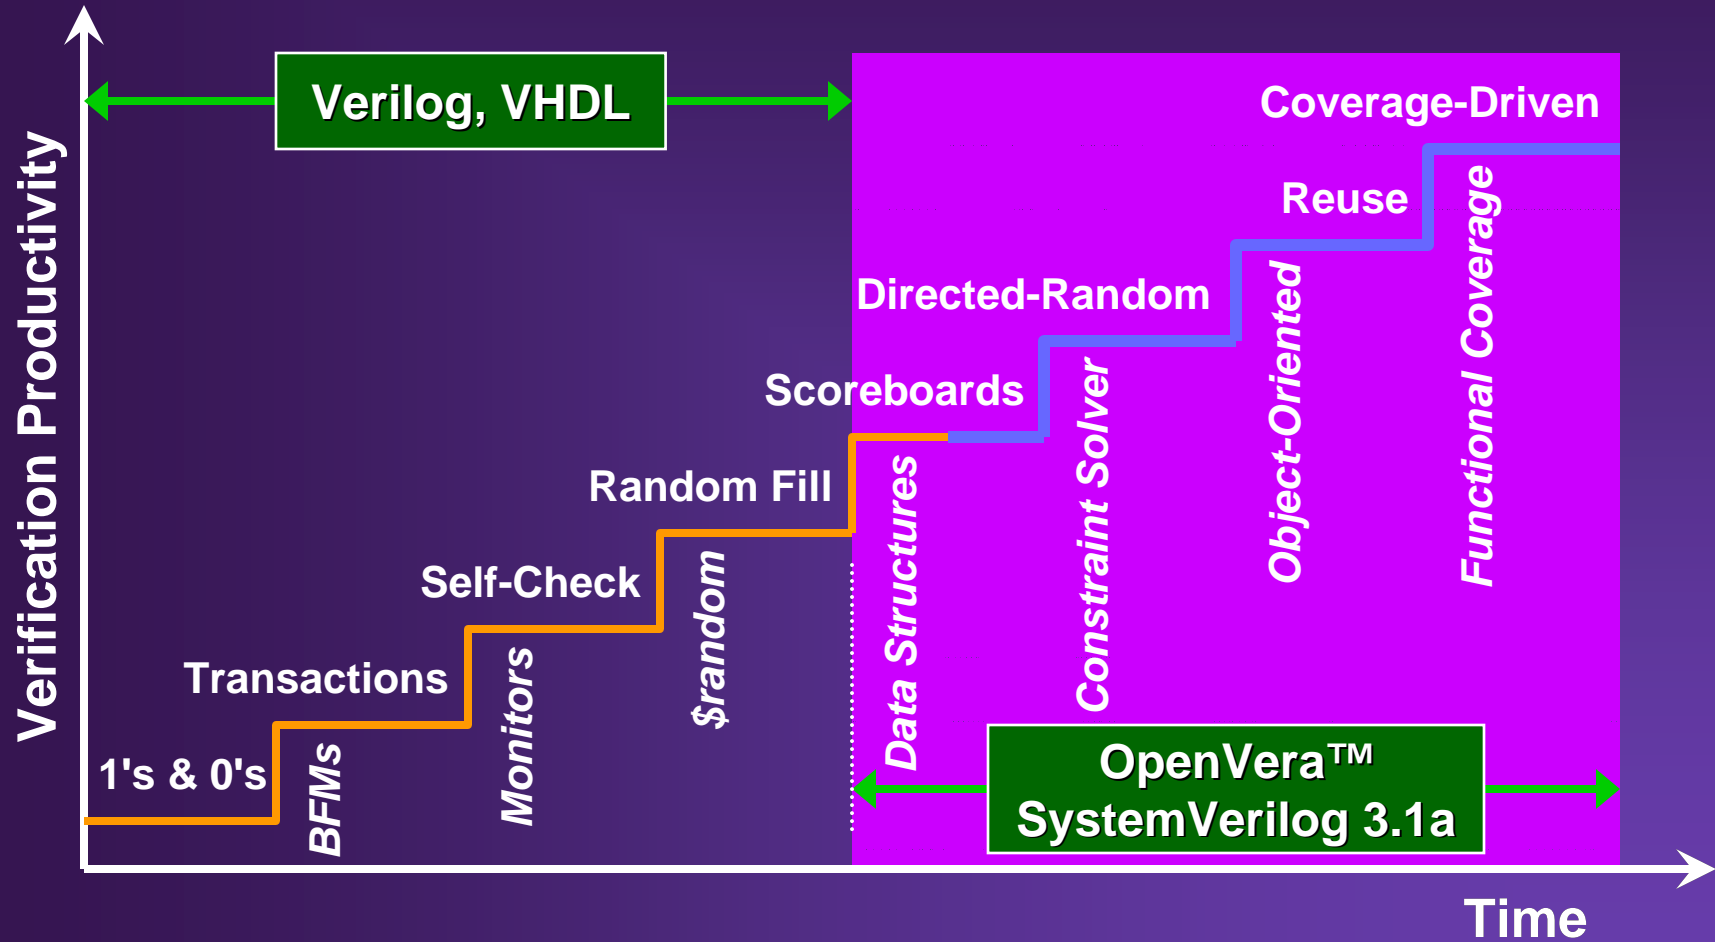 Verilog, VHDL
Coverage-Driven
Reuse
Directed-Random
Scoreboards
Random Fill
Self-Check
Transactions
1's & 0's
BFMs
Monitors
$random
Data Structures
Constraint Solver
Object-Oriented
Functional Coverage
OpenVera™
SystemVerilog 3.1a
Verification Productivity
Time